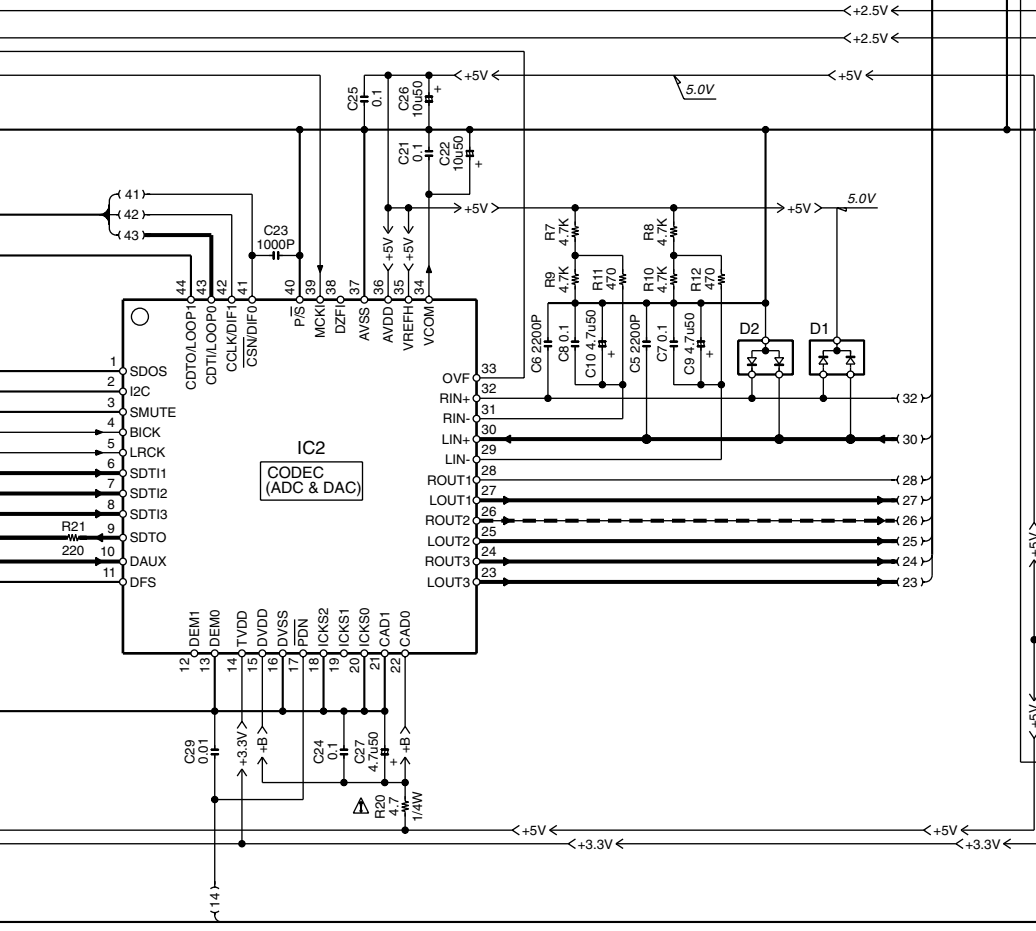 +2.5V
+2.5V
+5V
+5V
5.0V
C25
0.1
C26
10u50
+
C21
0.1
C22
10u50
+
41
42
43
C23
1000P
+5V
+5V
5.0V
+5V
+5V
R7
4.7K
R8
4.7K
R9
4.7K
R11
470
R10
4.7K
R12
470
44
43
42
41
40
39
38
37
36
35
34
CDTO/LOOP1
CDTI/LOOP0
CCLK/DIF1
CSN/DIF0
P/S
MCKI
DZFI
AVSS
AVDD
VREFH
VCOM
C6 2200P
C8 0.1
C10 4.7u50
+
C5 2200P
C7 0.1
C9 4.7u50
+
D2
D1
1
SDOS
2
I2C
3
SMUTE
4
BICK
5
LRCK
6
SDTI1
7
SDTI2
8
SDTI3
R21
220
9
SDTO
10
DAUX
11
DFS
IC2
CODEC
(ADC & DAC)
OVF
33
RIN+
32
32
RIN-
31
LIN+
30
30
LIN-
29
ROUT1
28
28
LOUT1
27
27
ROUT2
26
26
LOUT2
25
25
ROUT3
24
24
LOUT3
23
23
+5V
+5V
DEM1
DEM0
TVDD
DVDD
DVSS
PDN
ICKS2
ICKS1
ICKS0
CAD1
CAD0
12
13
14
15
16
17
18
19
20
21
22
C29
0.01
+3.3V
+B
C24
0.1
C27
4.7u50
+
+B
!
R20
4.7
1/4W
+5V
+5V
+3.3V
+3.3V
14